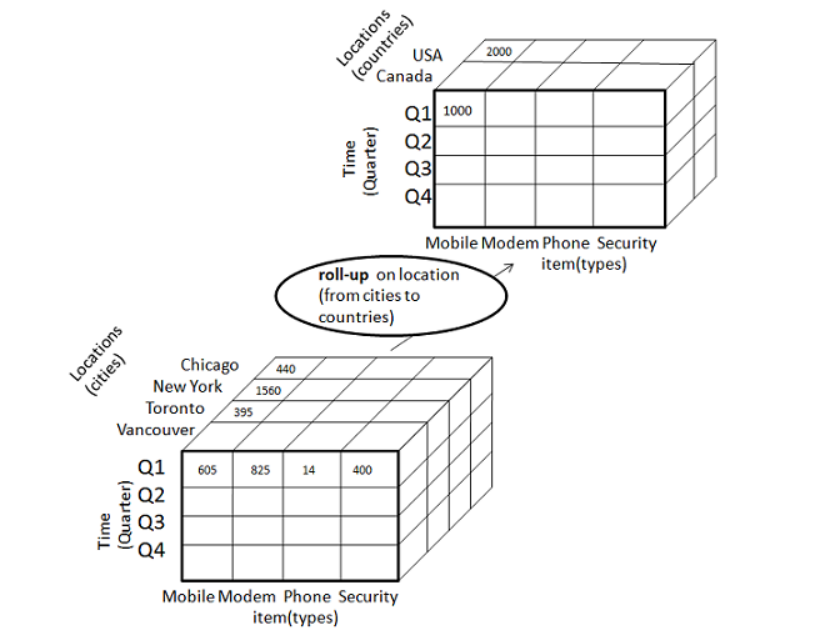 Locations
(countries)
USA
2000
Canada
Q1
1000
Q2
Q3
Q4
Time
(Quarter)
Mobile Modem Phone Security
item(types)
roll-up on location
(from cities to
countries)
Locations
(cities)
Chicago
440
New York
1560
Toronto
395
Vancouver
Q1
605 825 14 400
Q2
Q3
Q4
Time
(Quarter)
Mobile Modem Phone Security
item(types)